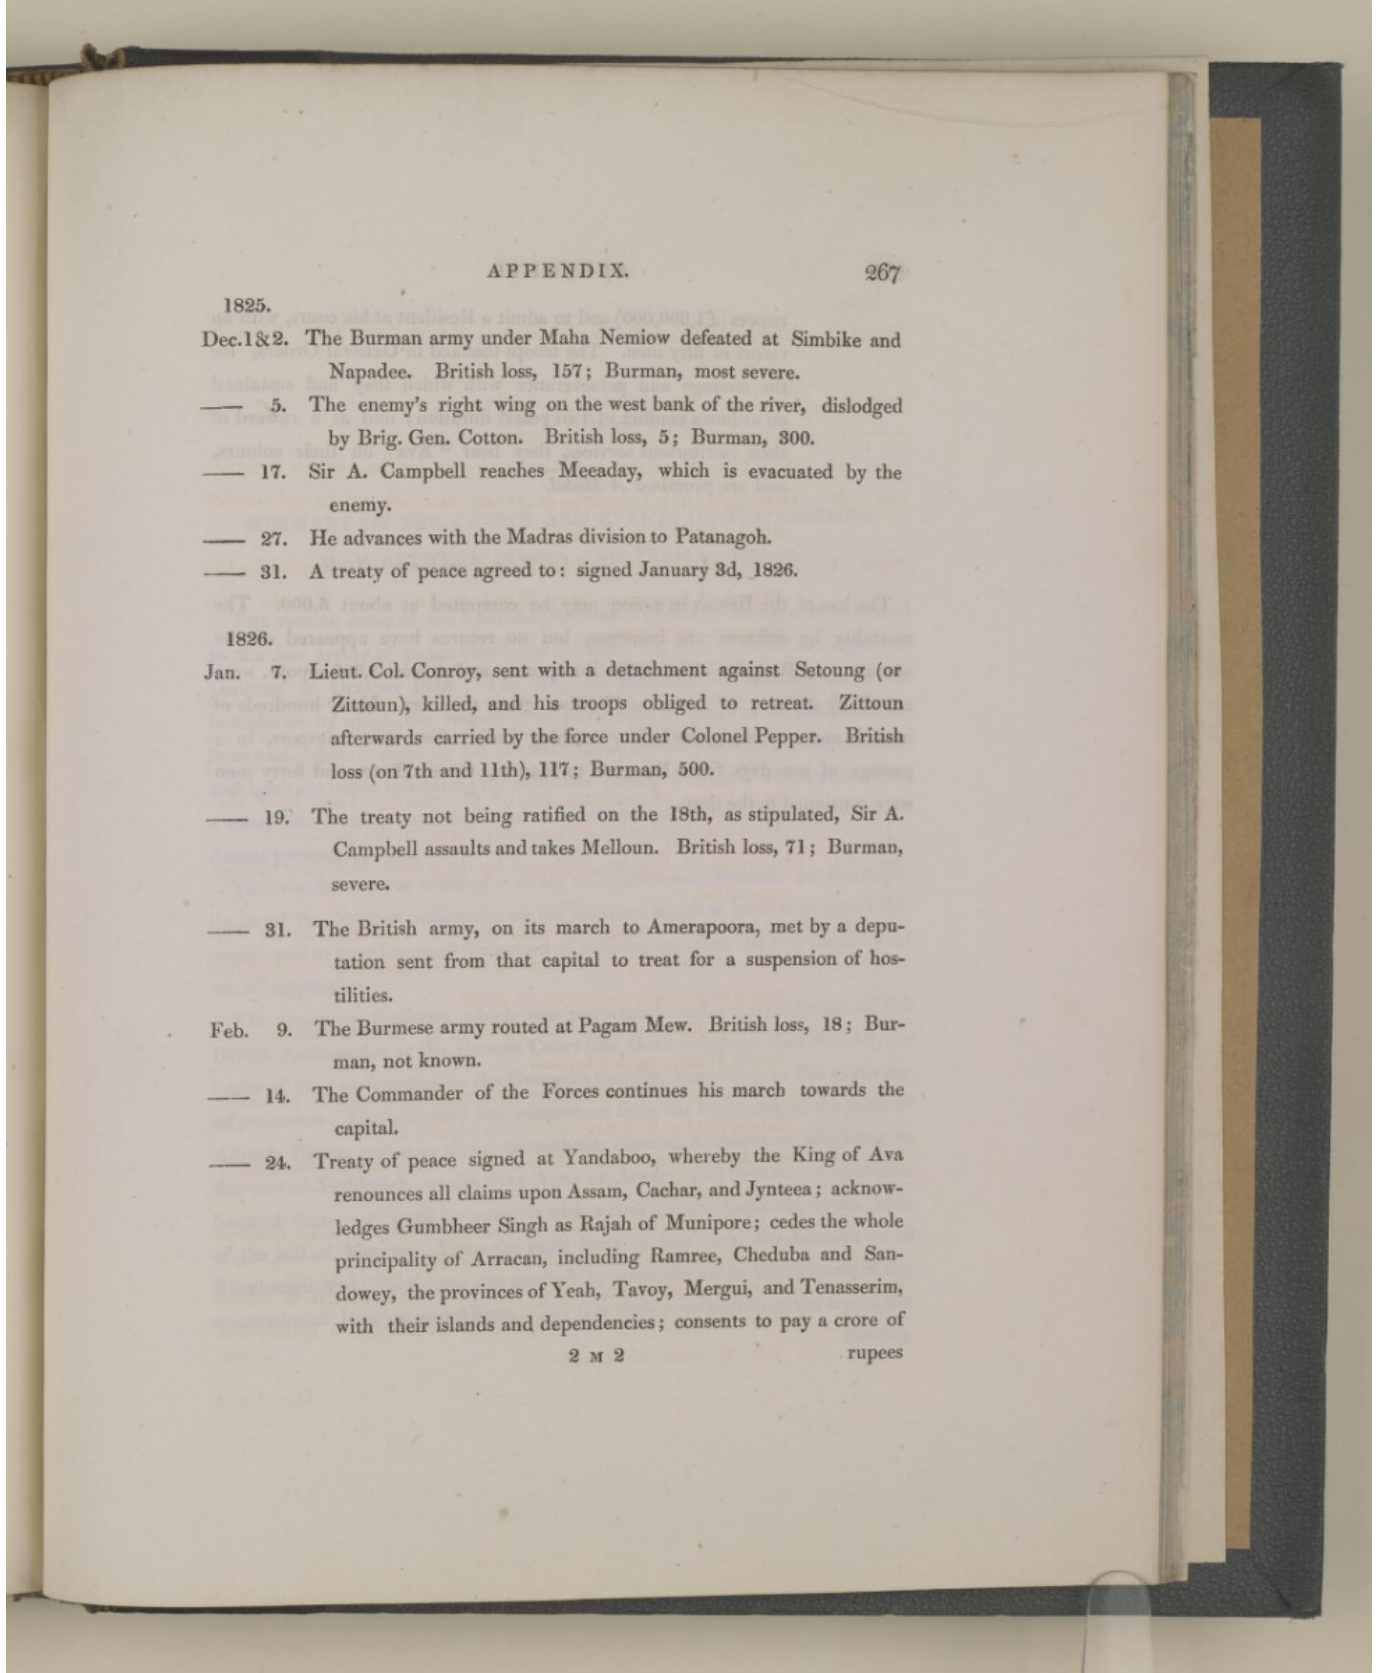 APPENDIX. 267
1825.
Dec. 1 & 2. The Burman army under Maha Nemiow defeated at Simbike and
Napadee. British loss, 157; Burman, most severe.
—— 5. The enemy's right wing on the west bank of the river, dislodged
by Brig. Gen. Cotton. British loss, 5; Burman, 300.
—— 17. Sir A. Campbell reaches Meeaday, which is evacuated by the
enemy.
—— 27. He advances with the Madras division to Patanagoh.
—— 31. A treaty of peace agreed to: signed January 3d, 1826.
1826.
Jan. 7. Lieut. Col. Conroy, sent with a detachment against Setoung (or
Zittoun), killed, and his troops obliged to retreat. Zittoun
afterwards carried by the force under Colonel Pepper. British
loss (on 7th and 11th), 117; Burman, 500.
—— 19. The treaty not being ratified on the 18th, as stipulated, Sir A.
Campbell assaults and takes Melloun. British loss, 71; Burman,
severe.
—— 31. The British army, on its march to Amerapoora, met by a depu-
tation sent from that capital to treat for a suspension of hos-
tilities.
Feb. 9. The Burmese army routed at Pagam Mew. British loss, 18; Bur-
man, not known.
—— 14. The Commander of the Forces continues his march towards the
capital.
—— 24. Treaty of peace signed at Yandaboo, whereby the King of Ava
renounces all claims upon Assam, Cachar, and Jynteea; acknow-
ledges Gumbheer Singh as Rajah of Munipore; cedes the whole
principality of Arracan, including Ramree, Cheduba and San-
dowey, the provinces of Yeah, Tavoy, Mergui, and Tenasserim,
with their islands and dependencies; consents to pay a crore of
2 M 2 rupees